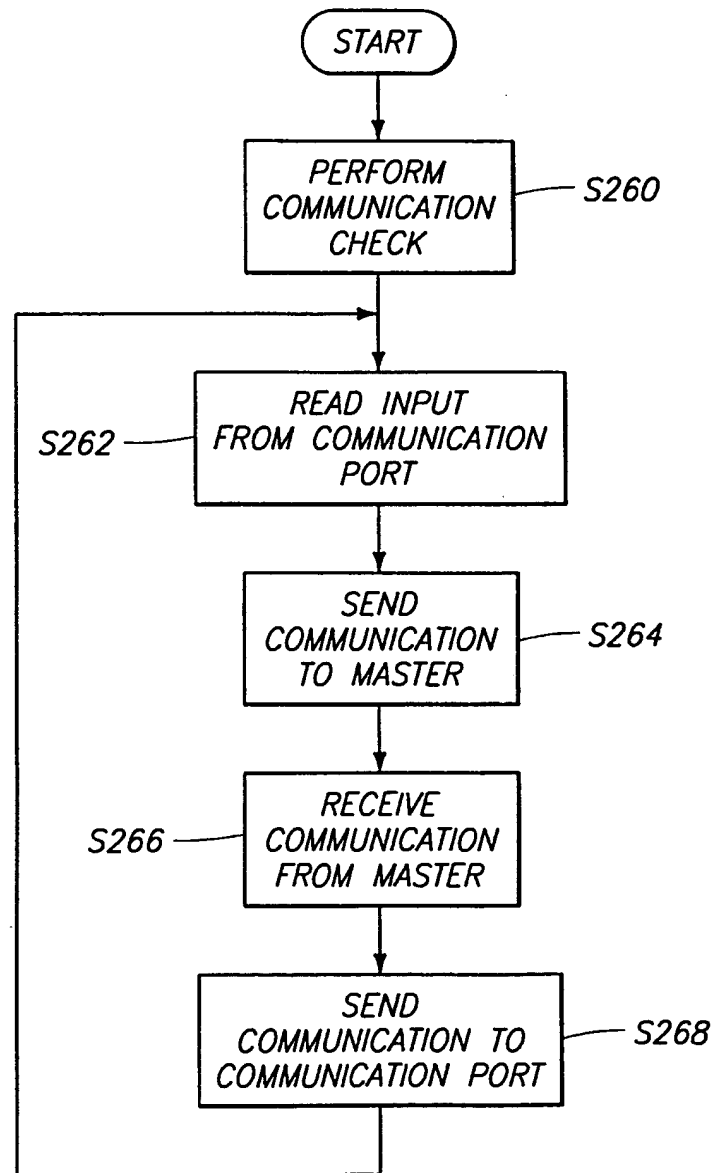 START
PERFORM
COMMUNICATION
CHECK
S260
READ INPUT
FROM COMMUNICATION
PORT
S262
SEND
COMMUNICATION
TO MASTER
S264
RECEIVE
COMMUNICATION
FROM MASTER
S266
SEND
COMMUNICATION TO
COMMUNICATION PORT
S268